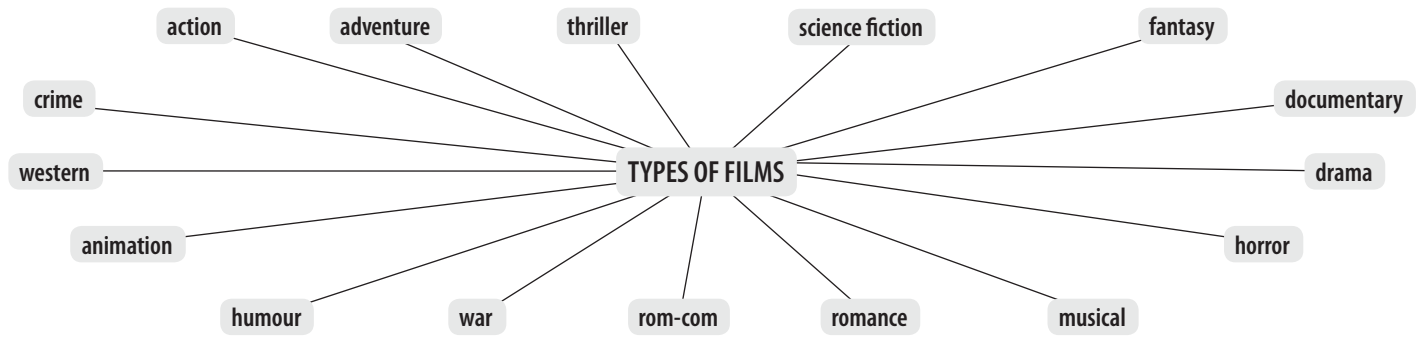 action
adventure
thriller
science fiction
fantasy
crime
documentary
TYPES OF FILMS
western
drama
animation
horror
humour
war
rom-com
romance
musical